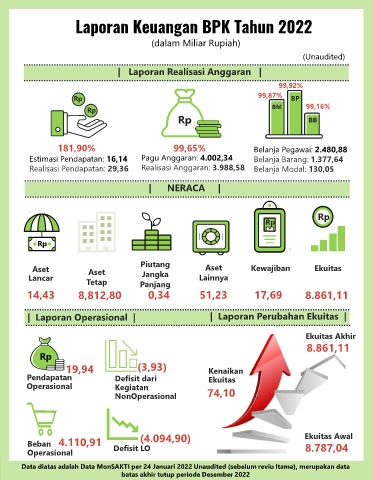 Laporan Keuangan BPK Tahun 2022
(dalam Miliar Rupiah)
(Unaudited)
| Laporan Realisasi Anggaran |
Rp
Rp
181,90%
Estimasi Pendapatan: 16,14
Realisasi Pendapatan: 29,36
Rp
99,65%
Pagu Anggaran: 4.002,34
Realisasi Anggaran: 3.988,58
99,92%
99,87%
99,16%
BM
BP
BB
Belanja Pegawai: 2.480,88
Belanja Barang: 1.377,64
Belanja Modal: 130,05
| NERACA |
Rp
Aset
Lancar
14,43
Aset
Tetap
8,812,80
Piutang
Jangka
Panjang
0,34
Aset
Lainnya
51,23
Rp
Kewajiban
17,69
Rp
Ekuitas
8.861,11
| Laporan Operasional |
Rp
19,94
Pendapatan
Operasional
(3,93)
Defisit dari
Kegiatan
NonOperasional
4.110,91
Beban
Operasional
(4.094,90)
Defisit LO
| Laporan Perubahan Ekuitas |
Ekuitas Akhir
8.861,11
Kenaikan
Ekuitas
74,10
Ekuitas Awal
8.787,04
Data diatas adalah Data MonSAKTI per 24 Januari 2022 Unaudited (sebelum reviu Itama), merupakan data
batas akhir tutup periode Desember 2022